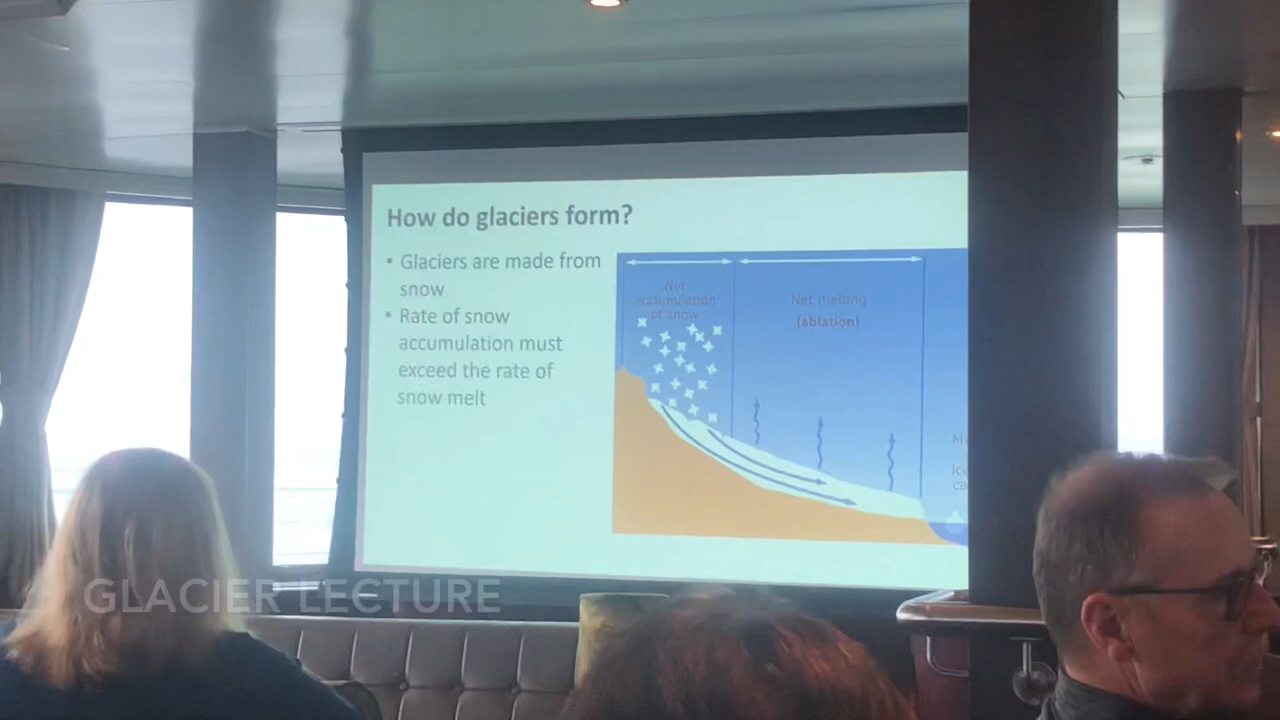 How do glaciers form?
• Glaciers are made from
snow
• Rate of snow
accumulation must
exceed the rate of
snow melt
Net
accumulation
of snow
Net melting
(ablation)
GLACIER LECTURE